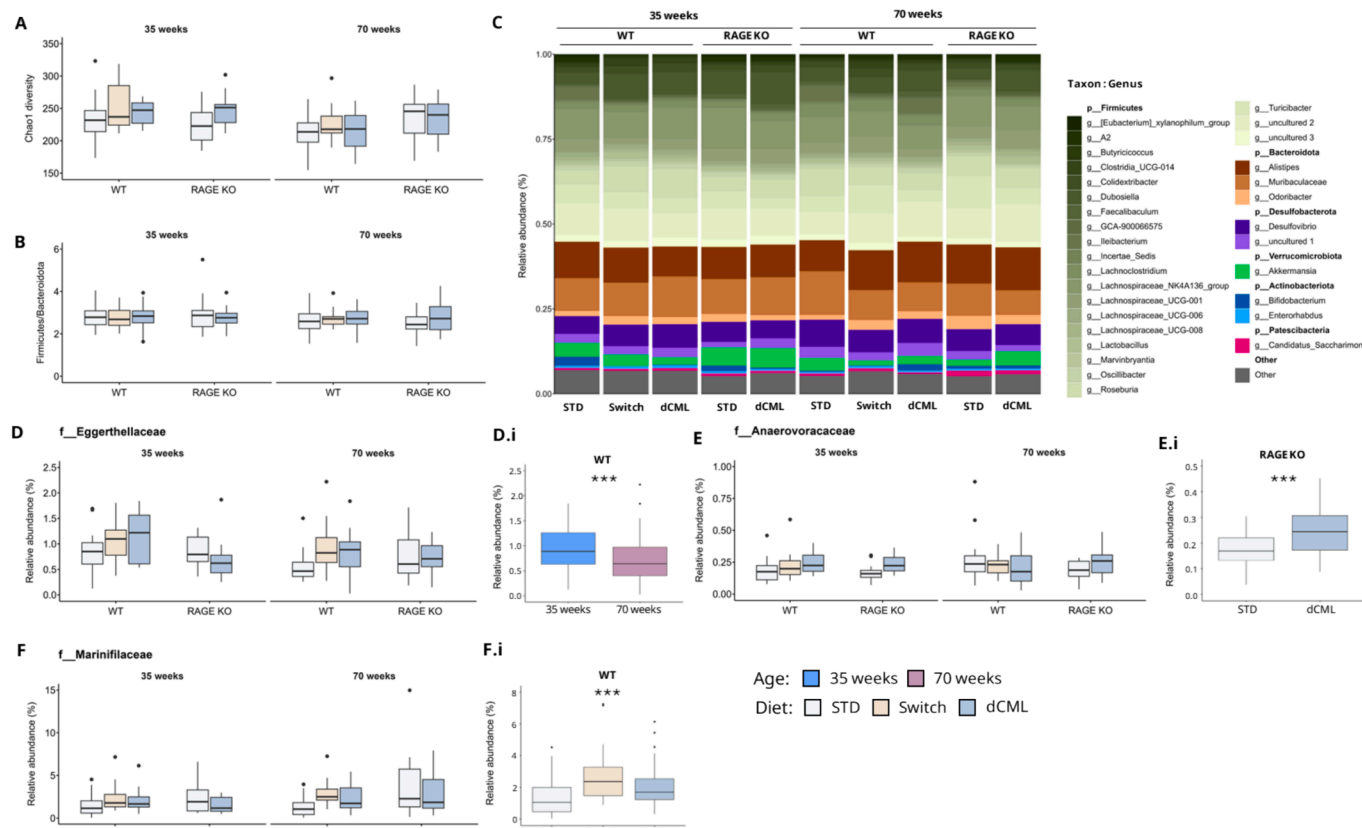 A
35 weeks
70 weeks
Chao1 diversity
350
300
250
200
150
WT
RAGE KO
WT
RAGE KO
B
35 weeks
70 weeks
Firmicutes/Bacteroidota
6
4
2
0
WT
RAGE KO
WT
RAGE KO
C
35 weeks
70 weeks
WT
RAGE KO
WT
RAGE KO
Relative abundance (%)
1.00
0.75
0.50
0.25
0.00
STD
Switch
dCML
STD
dCML
STD
Switch
dCML
STD
dCML
Taxon : Genus
p__Firmicutes
g__[Eubacterium]_xylanophilum_group
g__A2
g__Butyricicoccus
g__Clostridia_UCG-014
g__Colidextribacter
g__Dubosiella
g__Faecalibaculum
g__GCA-900066575
g__Ileibacterium
g__Incertae_Sedis
g__Lachnoclostridium
g__Lachnospiraceae_NK4A136_group
g__Lachnospiraceae_UCG-001
g__Lachnospiraceae_UCG-006
g__Lachnospiraceae_UCG-008
g__Lactobacillus
g__Marvinbryantia
g__Oscillibacter
g__Roseburia
g__Turicibacter
g__uncultured 2
g__uncultured 3
p__Bacteroidota
g__Alistipes
g__Muribaculaceae
g__Odoribacter
p__Desulfobacterota
g__Desulfovibrio
g__uncultured 1
p__Verrucomicrobiota
g__Akkermansia
p__Actinobacteriota
g__Bifidobacterium
g__Enterorhabdus
p__Patescibacteria
g__Candidatus_Saccharimon
Other
Other
D
f__Eggerthellaceae
35 weeks
70 weeks
Relative abundance (%)
2.5
2.0
1.5
1.0
0.5
0.0
WT
RAGE KO
WT
RAGE KO
D.i
WT
***
Relative abundance (%)
2.5
2.0
1.5
1.0
0.5
0.0
35 weeks
70 weeks
E
f__Anaerovoracaceae
35 weeks
70 weeks
Relative abundance (%)
1.00
0.75
0.50
0.25
0.00
WT
RAGE KO
WT
RAGE KO
E.i
RAGE KO
***
Relative abundance (%)
0.5
0.4
0.3
0.2
0.1
0.0
STD
dCML
F
f__Marinifilaceae
35 weeks
70 weeks
Relative abundance (%)
15
10
5
0
F.i
WT
***
Relative abundance (%)
8
6
4
2
0
Age: 35 weeks 70 weeks
Diet: STD Switch dCML